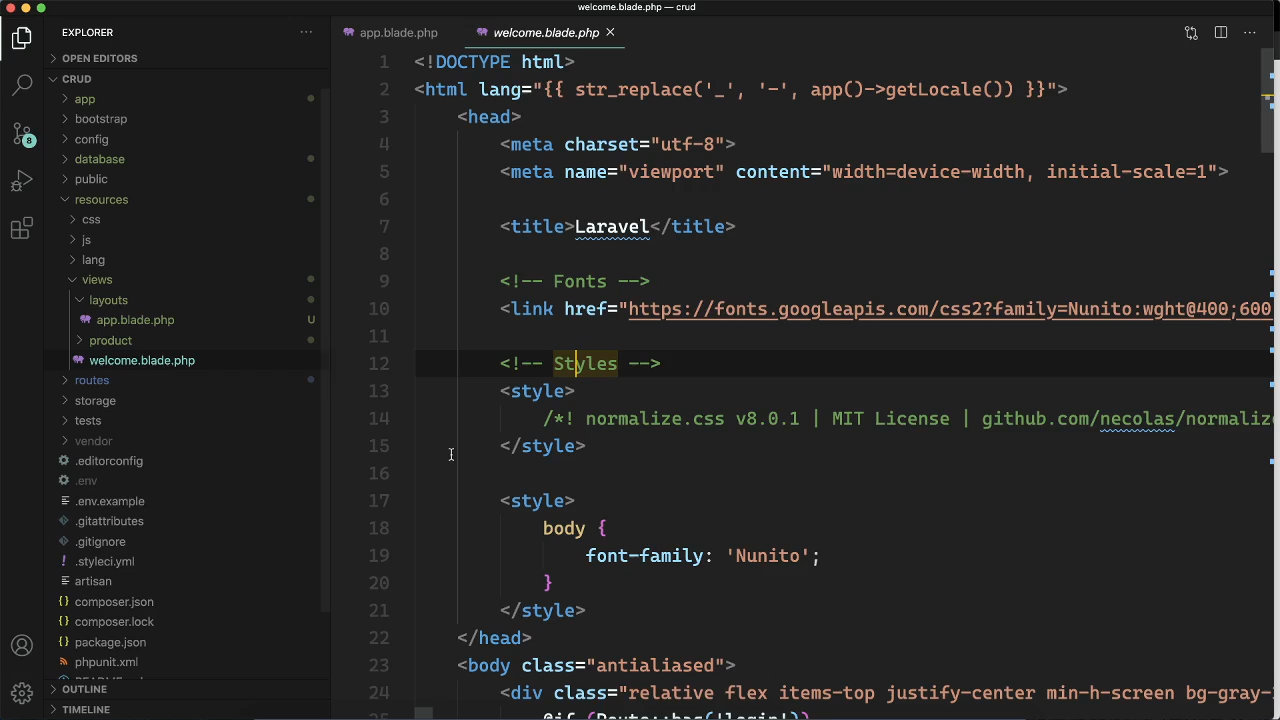 welcome.blade.php — crud
EXPLORER
OPEN EDITORS
CRUD
app
bootstrap
config
database
public
resources
css
js
lang
views
layouts
app.blade.php U
product
welcome.blade.php
routes
storage
tests
vendor
.editorconfig
.env
.env.example
.gitattributes
.gitignore
.styleci.yml
artisan
composer.json
composer.lock
package.json
phpunit.xml
README.md
OUTLINE
TIMELINE
8
app.blade.php
welcome.blade.php
1 <!DOCTYPE html>
2 <html lang="{{ str_replace('_', '-', app()->getLocale()) }}">
3 <head>
4 <meta charset="utf-8">
5 <meta name="viewport" content="width=device-width, initial-scale=1">
6
7 <title>Laravel</title>
8
9 <!-- Fonts -->
10 <link href="https://fonts.googleapis.com/css2?family=Nunito:wght@400;600
11
12 <!-- Styles -->
13 <style>
14 /*! normalize.css v8.0.1 | MIT License | github.com/necolas/normaliz
15 </style>
16
17 <style>
18 body {
19 font-family: 'Nunito';
20 }
21 </style>
22 </head>
23 <body class="antialiased">
24 <div class="relative flex items-top justify-center min-h-screen bg-gray-
25 @if (Route::has('login'))